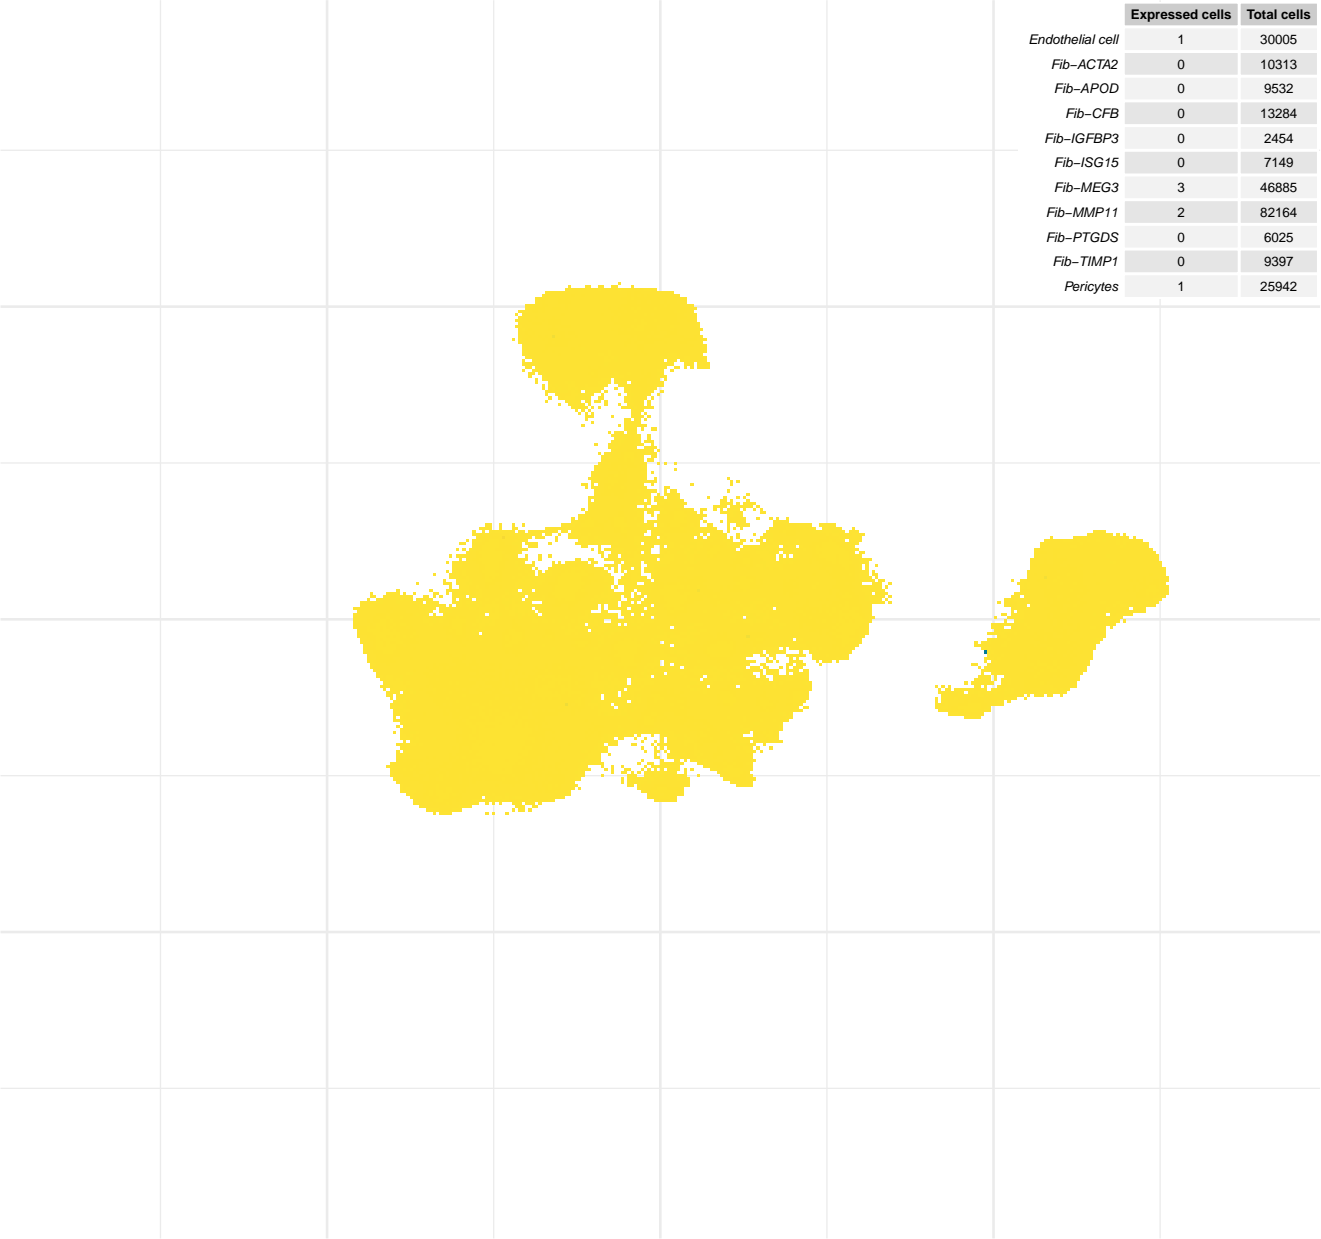 Expressed cells Total cells
Endothelial cell 1 30005
Fib−ACTA2 0 10313
Fib−APOD 0 9532
Fib−CFB 0 13284
Fib−IGFBP3 0 2454
Fib−ISG15 0 7149
Fib−MEG3 3 46885
Fib−MMP11 2 82164
Fib−PTGDS 0 6025
Fib−TIMP1 0 9397
Pericytes 1 25942